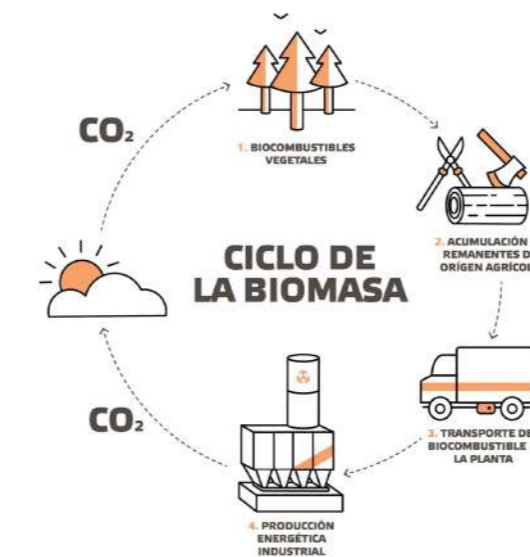 CO₂
1. BIOCOMBUSTIBLES
VEGETALES
2. ACUMULACIÓN
REMANENTES
ORÍGEN
CICLO DE
LA BIOMASA
3. TRANSPORTE DE
BIOCOMBUSTIBLE
LA PLANTA
CO₂
4. PRODUCCIÓN
ENERGÉTICA
INDUSTRIAL